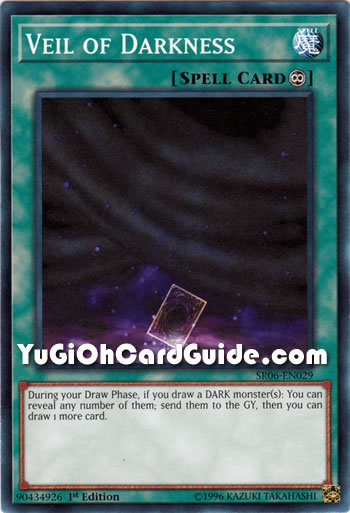 VEIL OF DARKNESS
SPELL
魔
[SPELL CARD]
YuGiOhCardGuide.com
SR06-EN029
During your Draw Phase, if you draw a DARK monster(s): You can
reveal any number of them; send them to the GY, then you can
draw 1 more card.
90434926 1st Edition ©1996 KAZUKI TAKAHASHI